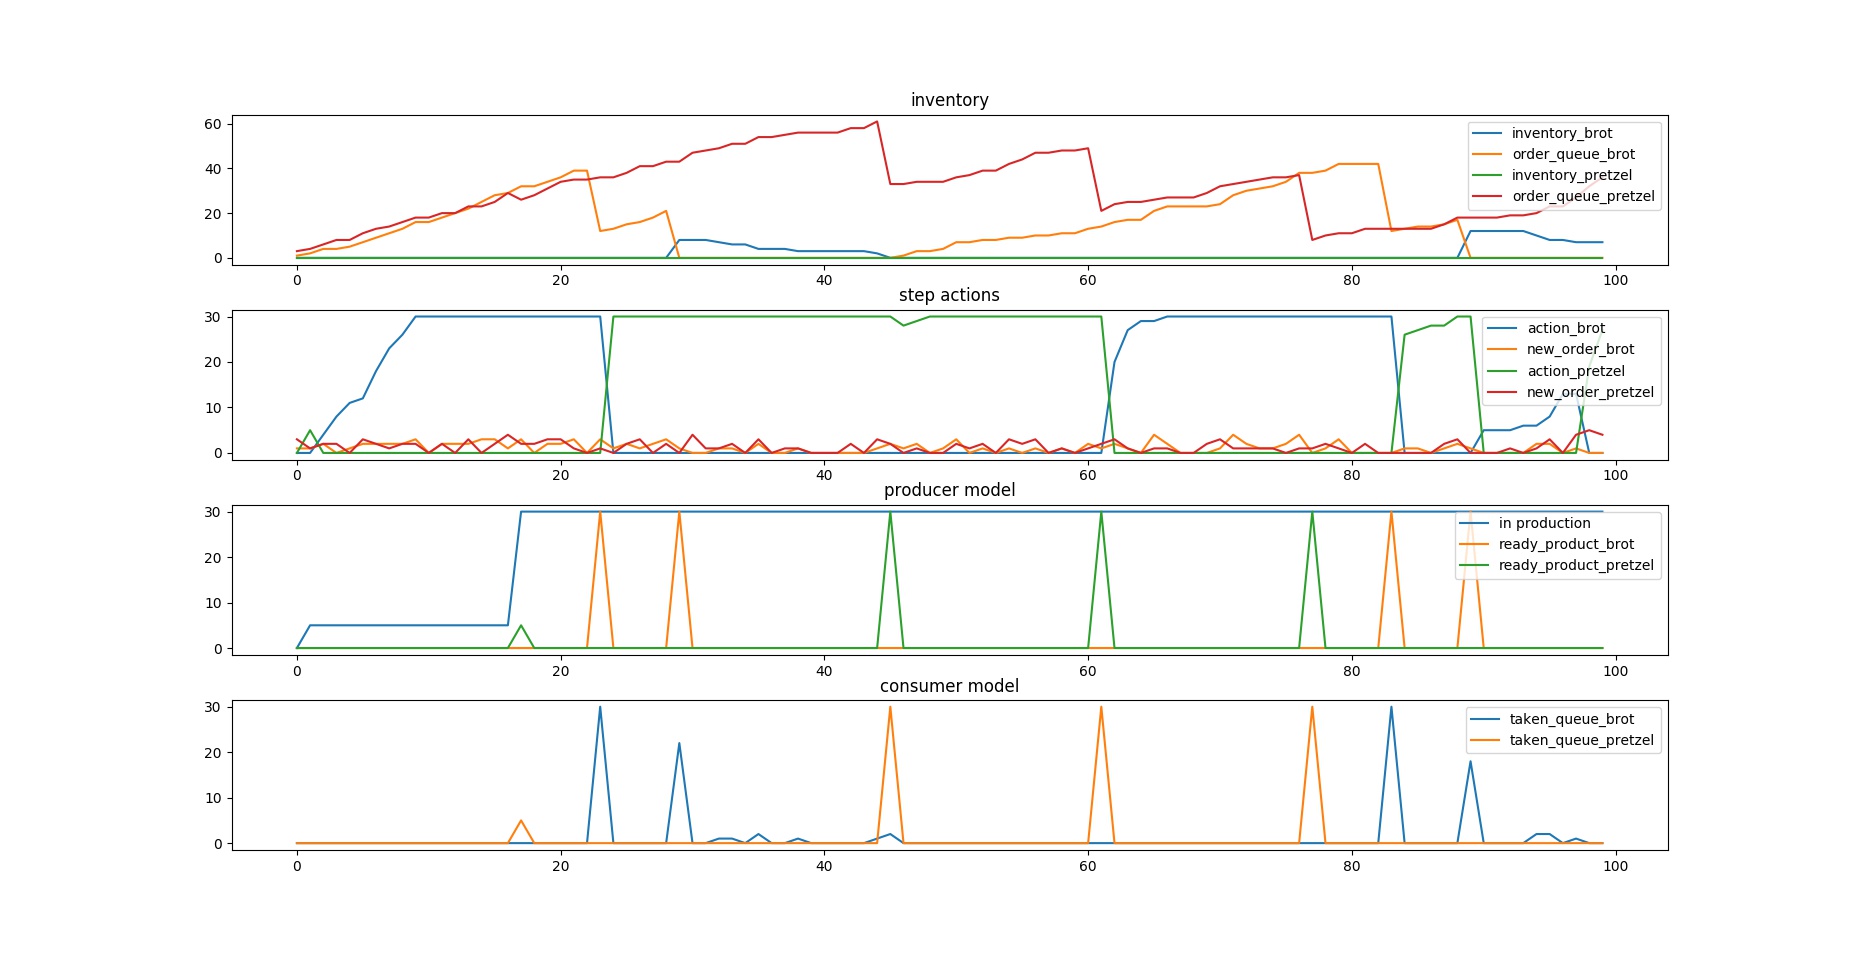 inventory
60
40
20
0
inventory_brot
order_queue_brot
inventory_pretzel
order_queue_pretzel
0 20 40 60 80 100
step actions
30
20
10
0
action_brot
new_order_brot
action_pretzel
new_order_pretzel
0 20 40 60 80 100
producer model
30
20
10
0
in production
ready_product_brot
ready_product_pretzel
0 20 40 60 80 100
consumer model
30
20
10
0
taken_queue_brot
taken_queue_pretzel
0 20 40 60 80 100